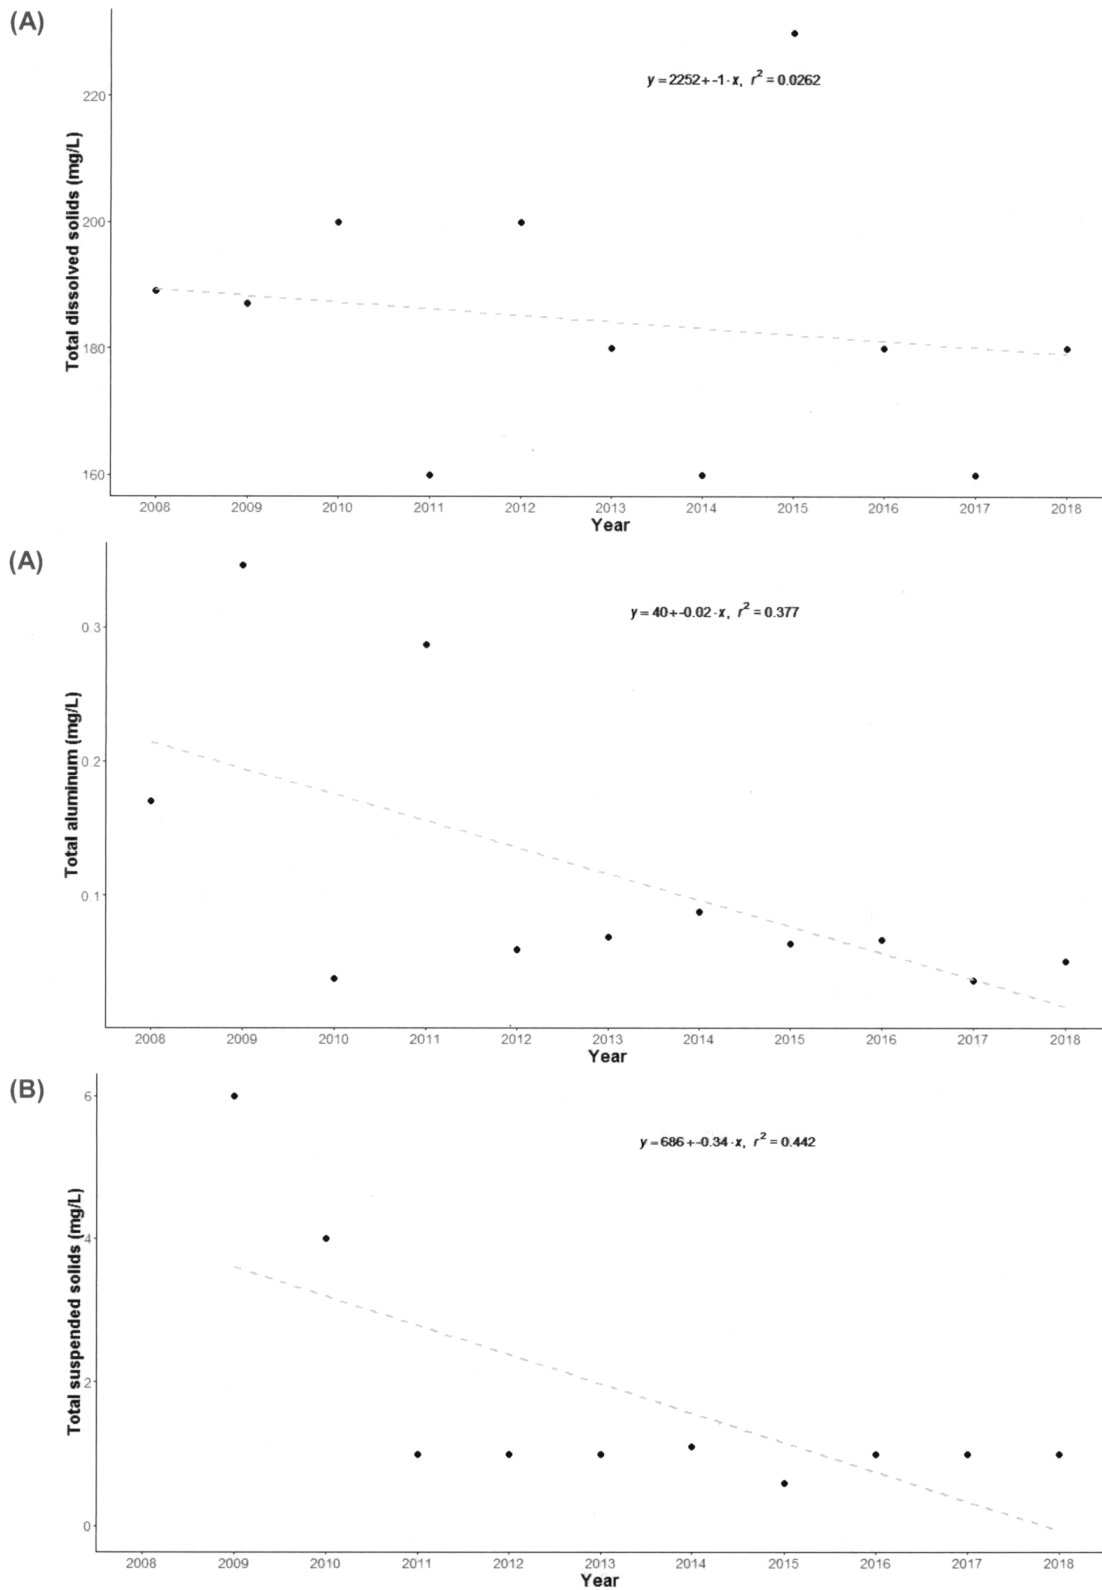 (A)
y = 2252 + -1 · x, r² = 0.0262
Total dissolved solids (mg/L)
220
200
180
160
2008 2009 2010 2011 2012 2013 2014 2015 2016 2017 2018
Year
(A)
y = 40 + -0.02 · x, r² = 0.377
Total aluminum (mg/L)
0.3
0.2
0.1
2008 2009 2010 2011 2012 2013 2014 2015 2016 2017 2018
Year
(B)
y = 686 + -0.34 · x, r² = 0.442
Total suspended solids (mg/L)
6
4
2
0
2008 2009 2010 2011 2012 2013 2014 2015 2016 2017 2018
Year